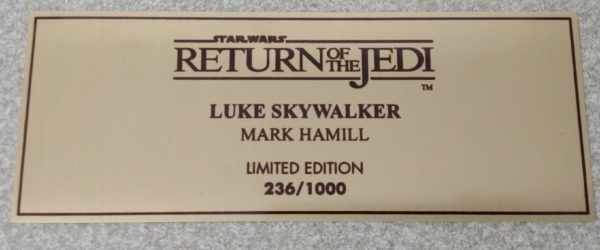 STAR WARS
RETURN OF THE JEDI
TM
LUKE SKYWALKER
MARK HAMILL
LIMITED EDITION
236/1000